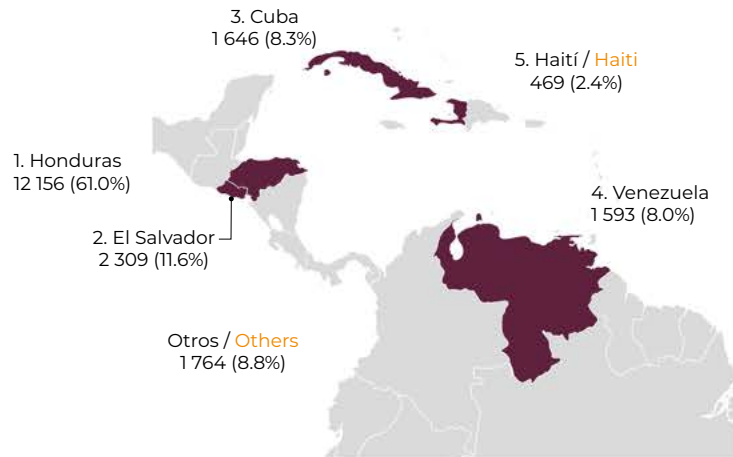 3. Cuba
1 646 (8.3%)
5. Haití / Haiti
469 (2.4%)
1. Honduras
12 156 (61.0%)
4. Venezuela
1 593 (8.0%)
2. El Salvador
2 309 (11.6%)
Otros / Others
1 764 (8.8%)